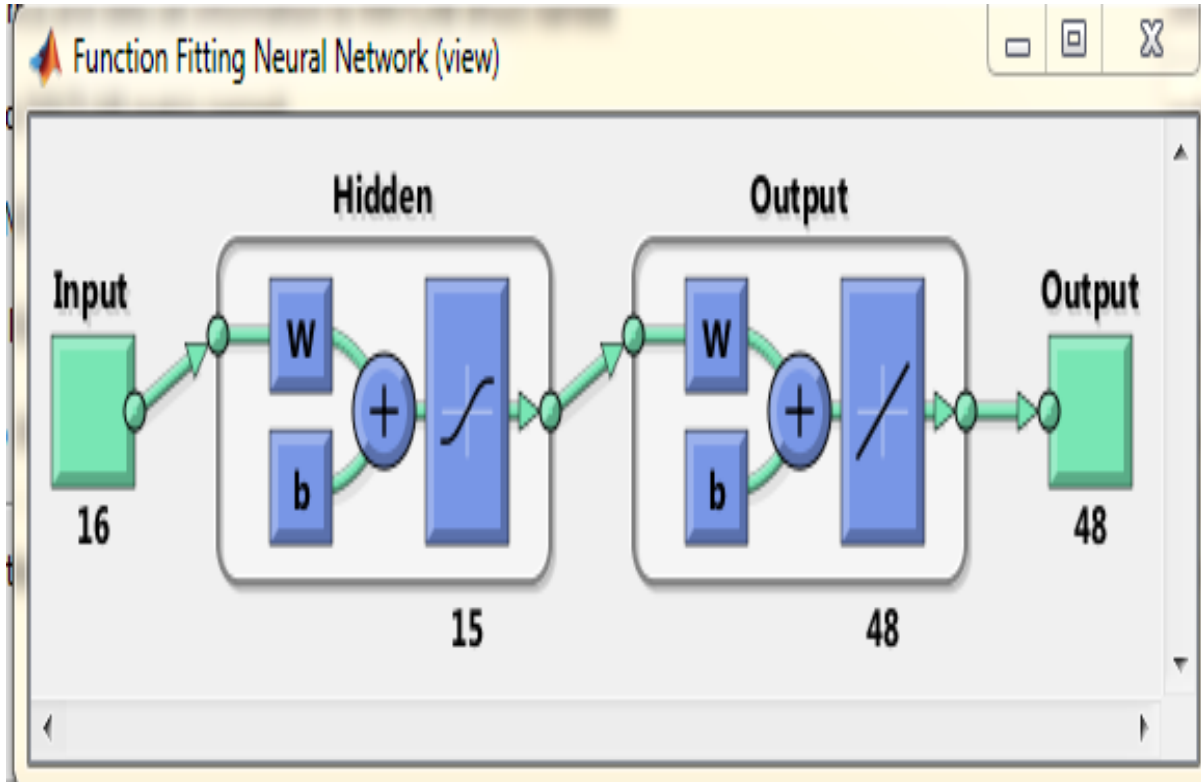 Function Fitting Neural Network (view)
Hidden
Output
Input
Output
W
W
b
b
16
48
15
48